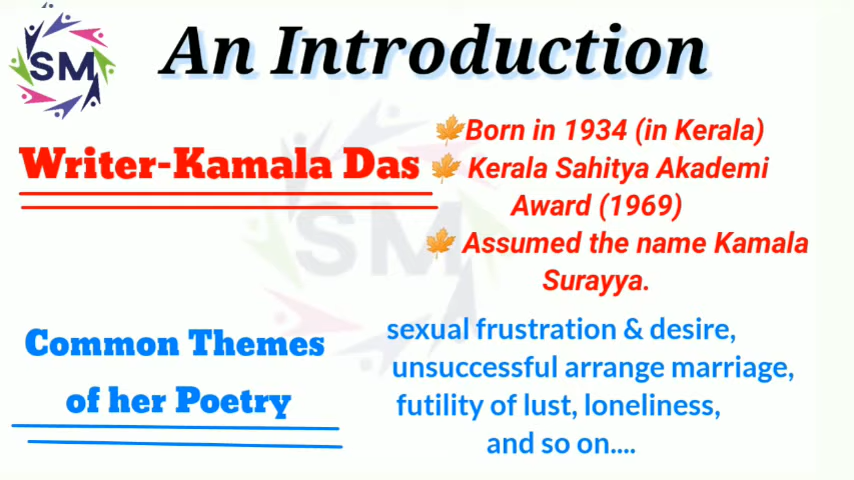 SM
An Introduction
Writer-Kamala Das
🍁Born in 1934 (in Kerala)
🍁 Kerala Sahitya Akademi
Award (1969)
🍁 Assumed the name Kamala
Surayya.
Common Themes
of her Poetry
sexual frustration & desire,
unsuccessful arrange marriage,
futility of lust, loneliness,
and so on....
SM